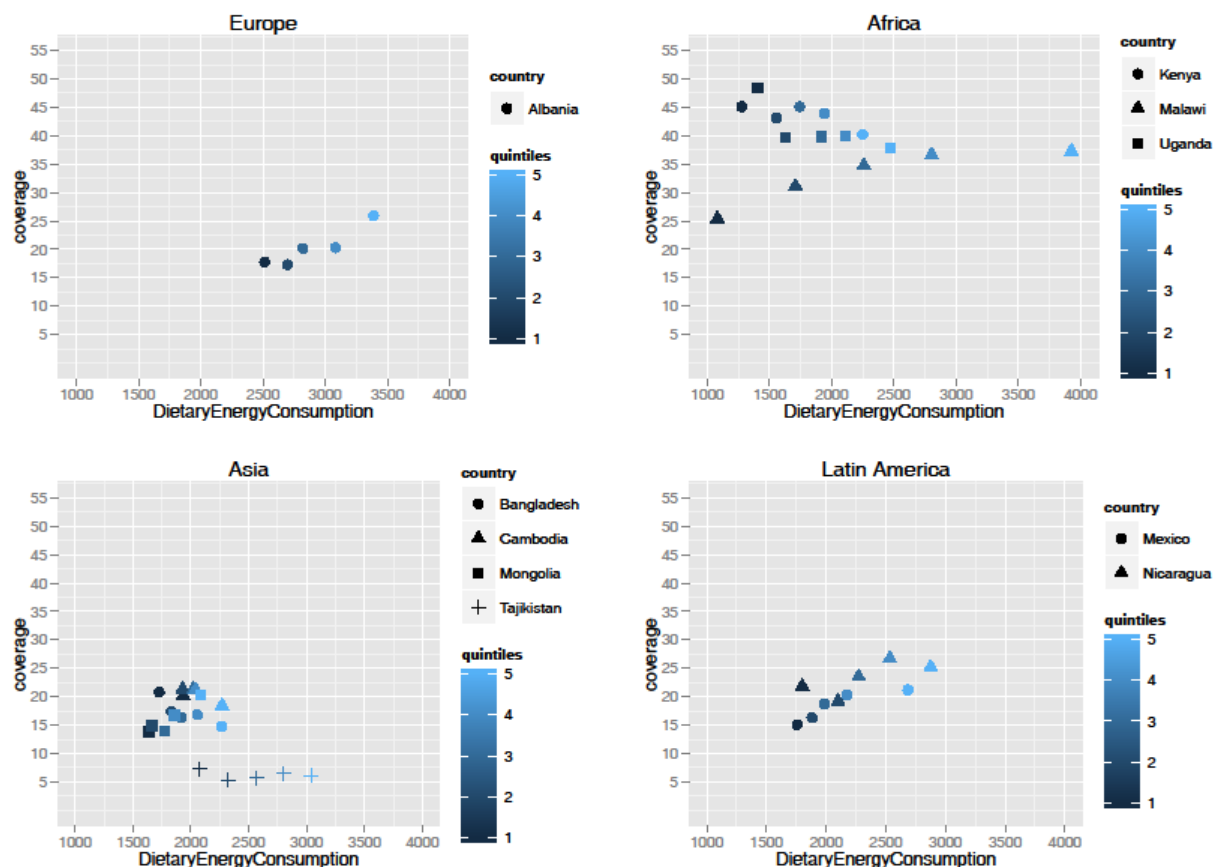 Europe
55
50
45
40
35
30
25
20
15
10
5
coverage
1000 1500 2000 2500 3000 3500 4000
DietaryEnergyConsumption
country
Albania
quintiles
5
4
3
2
1
Africa
55
50
45
40
35
30
25
20
15
10
5
coverage
1000 1500 2000 2500 3000 3500 4000
DietaryEnergyConsumption
country
Kenya
Malawi
Uganda
quintiles
5
4
3
2
1
Asia
55
50
45
40
35
30
25
20
15
10
5
coverage
1000 1500 2000 2500 3000 3500 4000
DietaryEnergyConsumption
country
Bangladesh
Cambodia
Mongolia
Tajikistan
quintiles
5
4
3
2
1
Latin America
55
50
45
40
35
30
25
20
15
10
5
coverage
1000 1500 2000 2500 3000 3500 4000
DietaryEnergyConsumption
country
Mexico
Nicaragua
quintiles
5
4
3
2
1